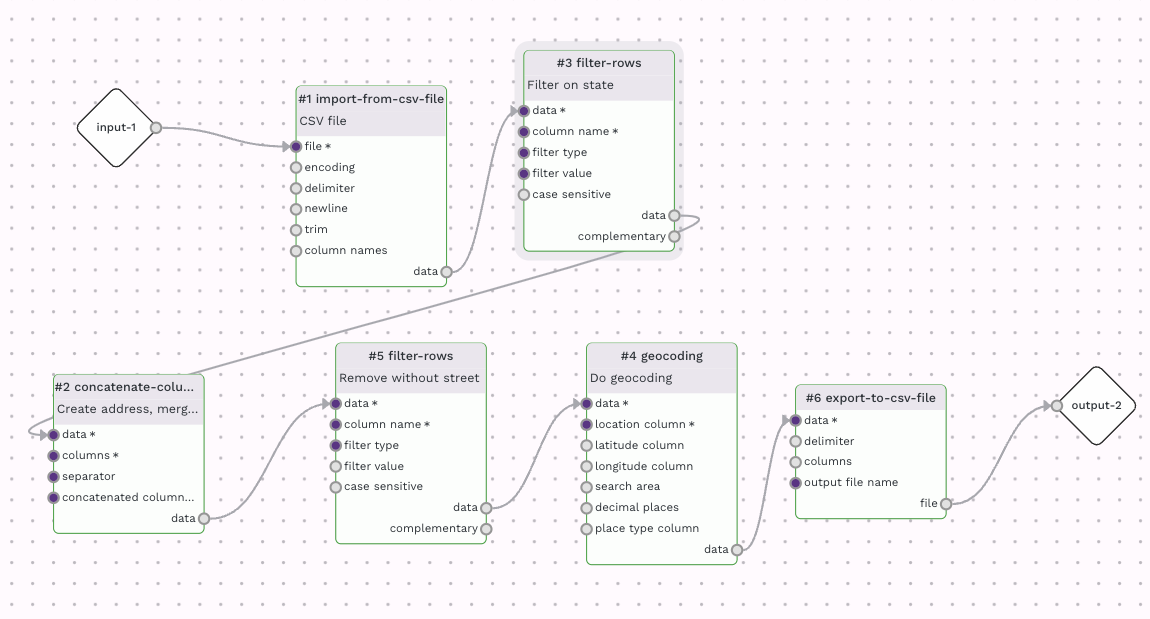 input-1
#1 import-from-csv-file
CSV file
file *
encoding
delimiter
newline
trim
column names
data
#3 filter-rows
Filter on state
data *
column name *
filter type
filter value
case sensitive
data
complementary
#2 concatenate-colu...
Create address, merg...
data *
columns *
separator
concatenated column...
data
#5 filter-rows
Remove without street
data *
column name *
filter type
filter value
case sensitive
data
complementary
#4 geocoding
Do geocoding
data *
location column *
latitude column
longitude column
search area
decimal places
place type column
data
#6 export-to-csv-file
data *
delimiter
columns
output file name
file
output-2